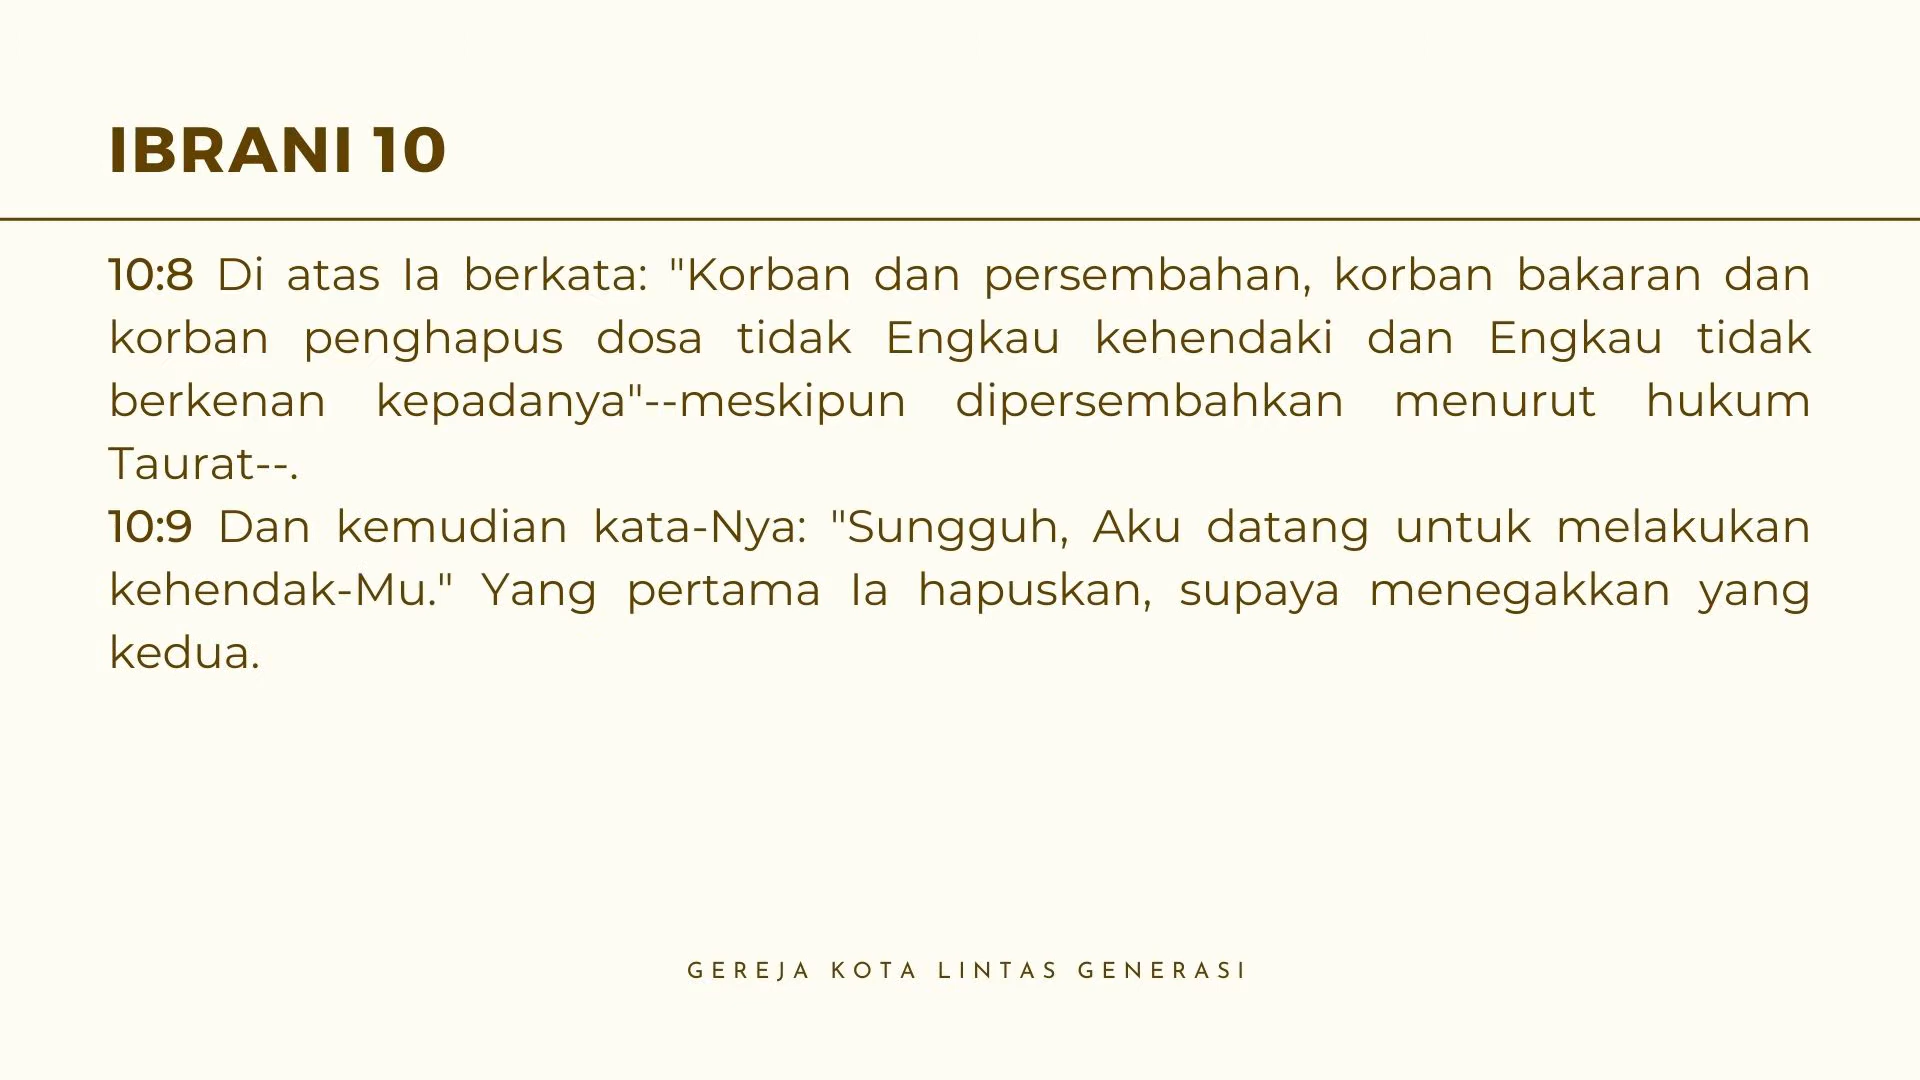 IBRANI 10
10:8 Di atas Ia berkata: "Korban dan persembahan, korban bakaran dan
korban penghapus dosa tidak Engkau kehendaki dan Engkau tidak
berkenan kepadanya"--meskipun dipersembahkan menurut hukum
Taurat--.
10:9 Dan kemudian kata-Nya: "Sungguh, Aku datang untuk melakukan
kehendak-Mu." Yang pertama Ia hapuskan, supaya menegakkan yang
kedua.
GEREJA KOTA LINTAS GENERASI